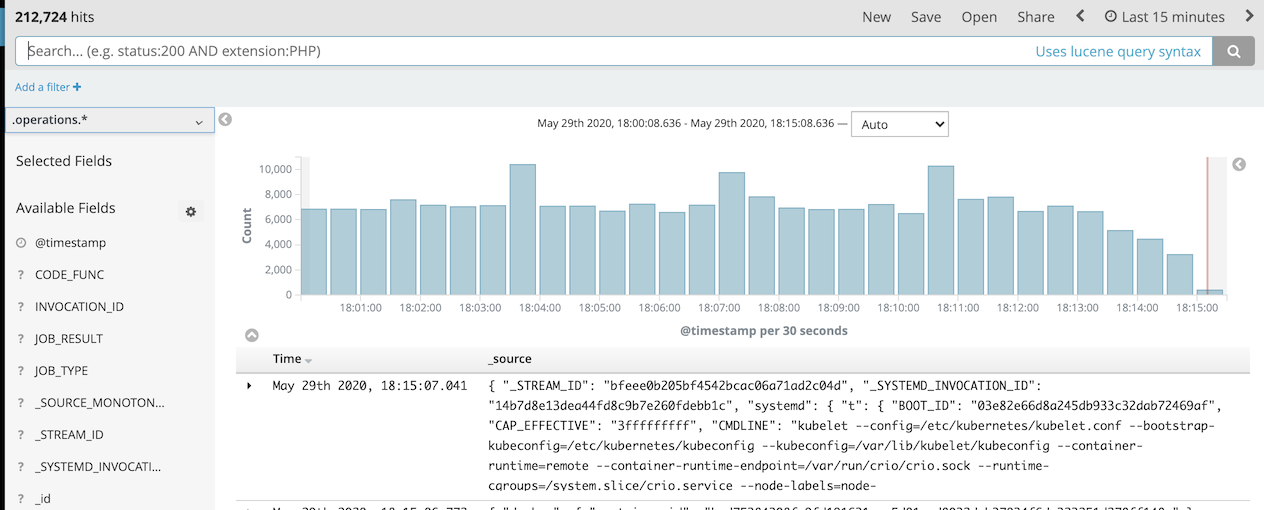 212,724 hits
New Save Open Share Last 15 minutes
Search... (e.g. status:200 AND extension:PHP)
Uses lucene query syntax
Add a filter
.operations.*
May 29th 2020, 18:00:08.636 - May 29th 2020, 18:15:08.636 —
Auto
Selected Fields
Available Fields
@timestamp
? CODE_FUNC
? INVOCATION_ID
? JOB_RESULT
? JOB_TYPE
? _SOURCE_MONOTON...
? _STREAM_ID
? _SYSTEMD_INVOCATI...
? _id
Count
10,000
8,000
6,000
4,000
2,000
0
18:01:00 18:02:00 18:03:00 18:04:00 18:05:00 18:06:00 18:07:00 18:08:00 18:09:00 18:10:00 18:11:00 18:12:00 18:13:00 18:14:00 18:15:00
@timestamp per 30 seconds
Time _source
May 29th 2020, 18:15:07.041
{ "_STREAM_ID": "bfeee0b205bf4542bcac06a71ad2c04d", "_SYSTEMD_INVOCATION_ID":
"14b7d8e13dea44fd8c9b7e260fdebb1c", "systemd": { "t": { "BOOT_ID": "03e82e66d8a245db933c32dab72469af",
"CAP_EFFECTIVE": "3fffffffff", "CMDLINE": "kubelet --config=/etc/kubernetes/kubelet.conf --bootstrap-
kubeconfig=/etc/kubernetes/kubeconfig --kubeconfig=/var/lib/kubelet/kubeconfig --container-
runtime=remote --container-runtime-endpoint=/var/run/crio/crio.sock --runtime-
cgroups=/system.slice/crio.service --node-labels=node-